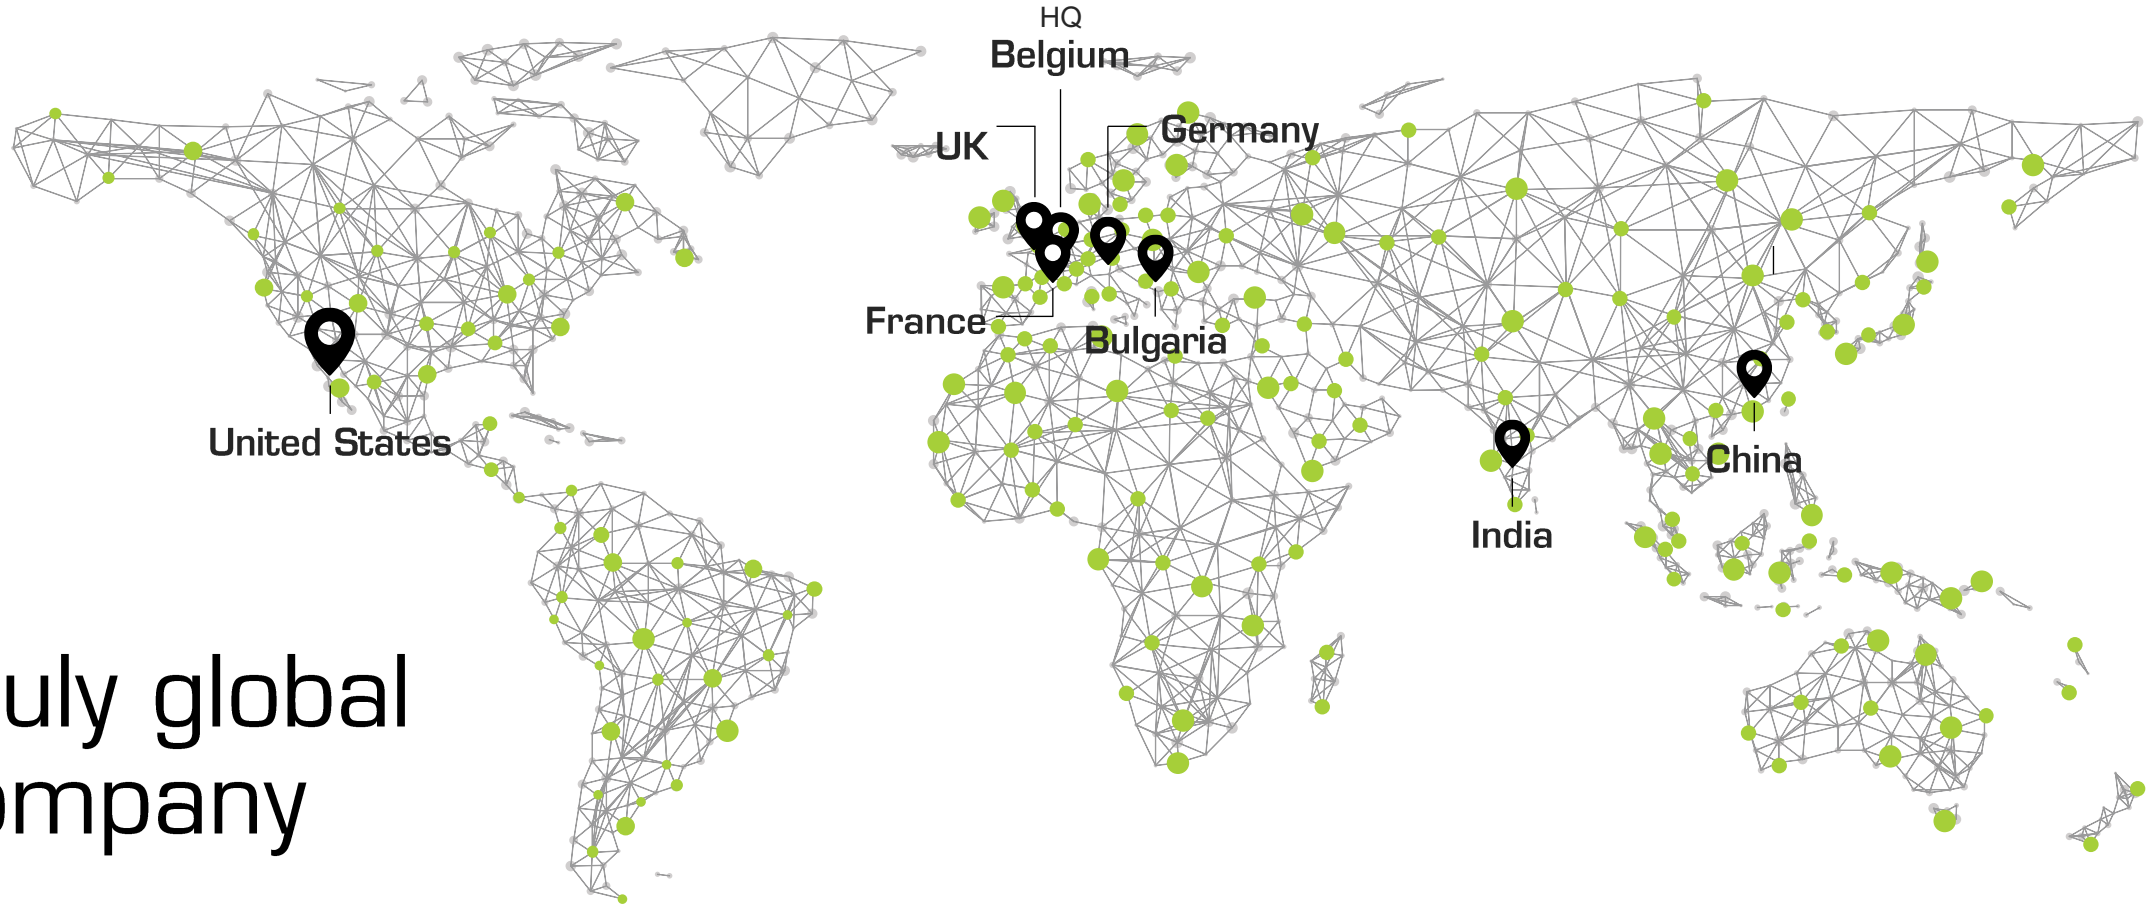 HQ
Belgium
UK
Germany
France
Bulgaria
United States
China
India
uly global
ompany